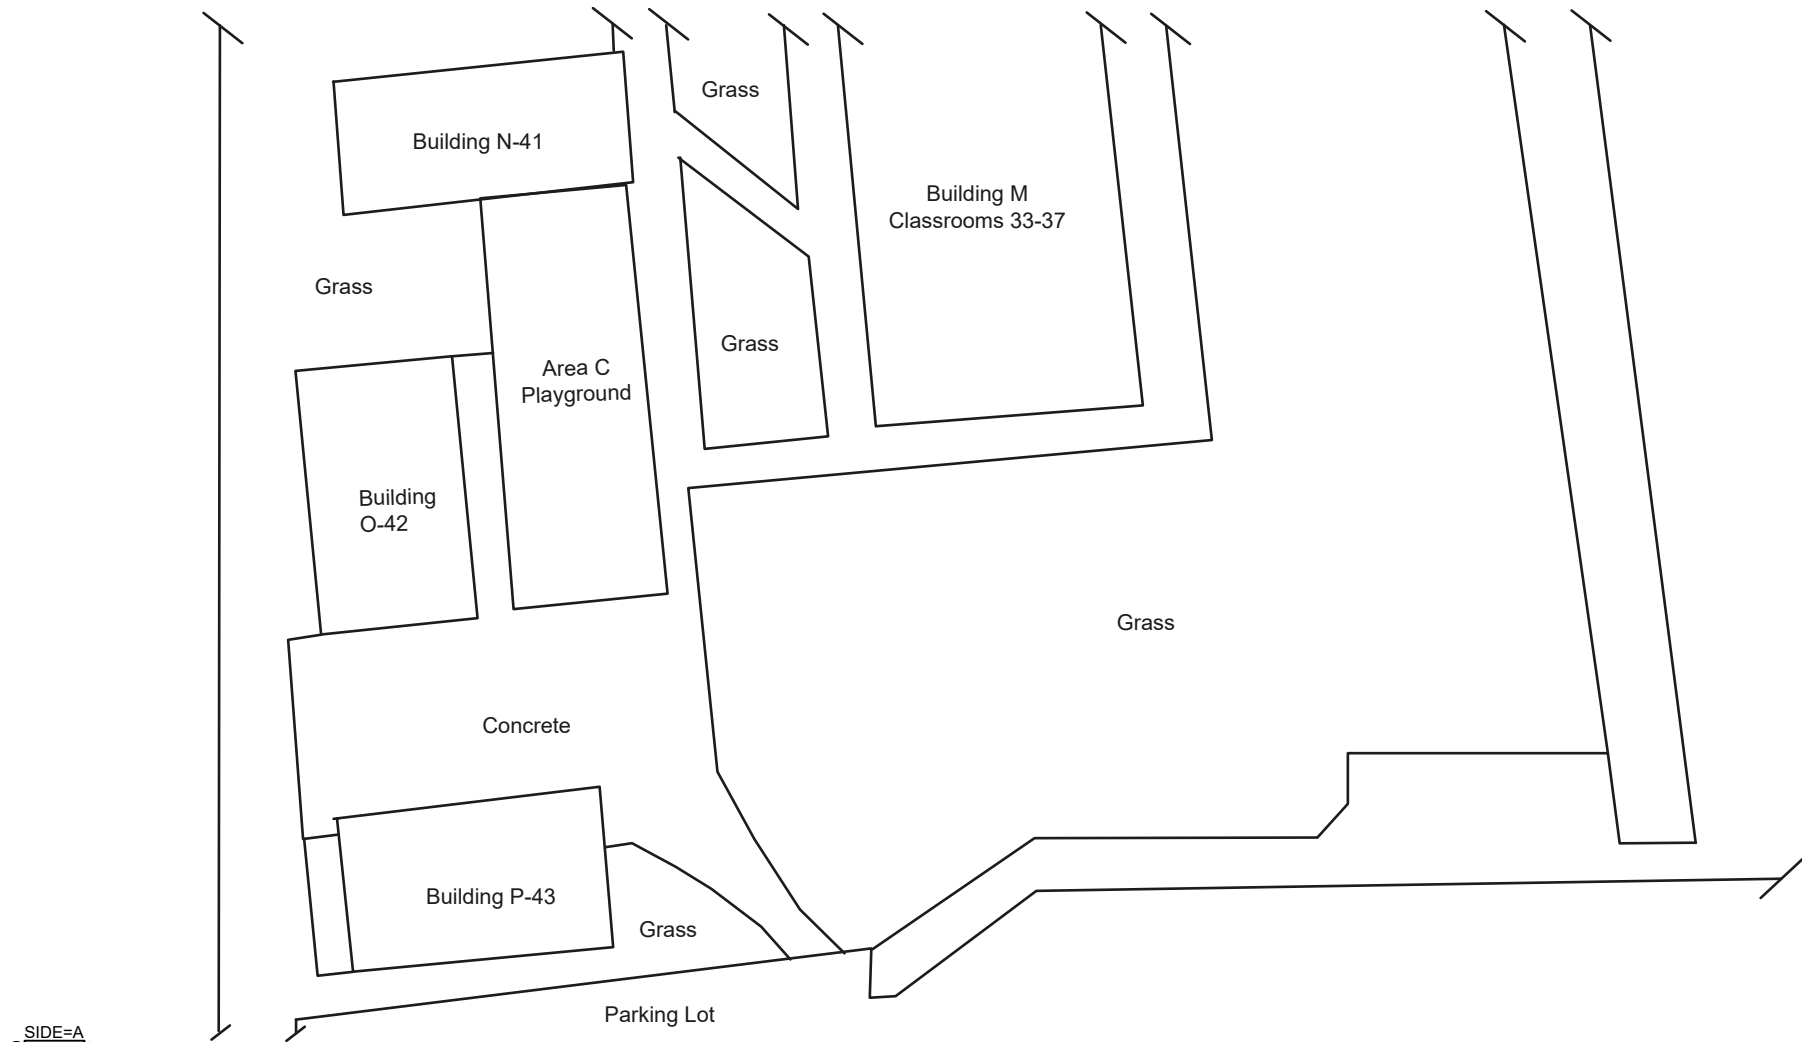 Grass
Building N-41
Building M
Classrooms 33-37
Grass
Grass
Area C
Playground
Building
O-42
Grass
Concrete
Building P-43
Grass
Parking Lot
SIDE=A